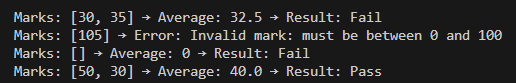 Marks: [30, 35] → Average: 32.5 → Result: Fail
Marks: [105] → Error: Invalid mark: must be between 0 and 100
Marks: [] → Average: 0 → Result: Fail
Marks: [50, 30] → Average: 40.0 → Result: Pass